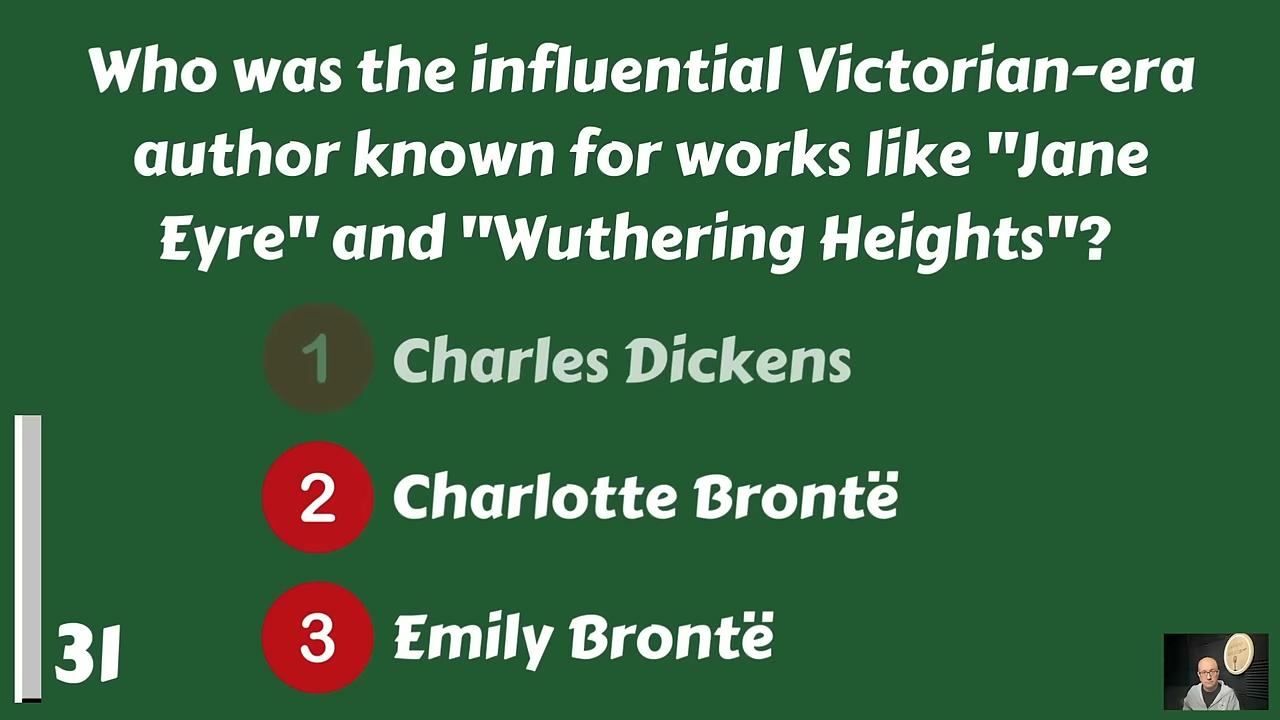 Who was the influential Victorian-era
author known for works like "Jane
Eyre" and "Wuthering Heights"?
1 Charles Dickens
2 Charlotte Brontë
3 Emily Brontë
31